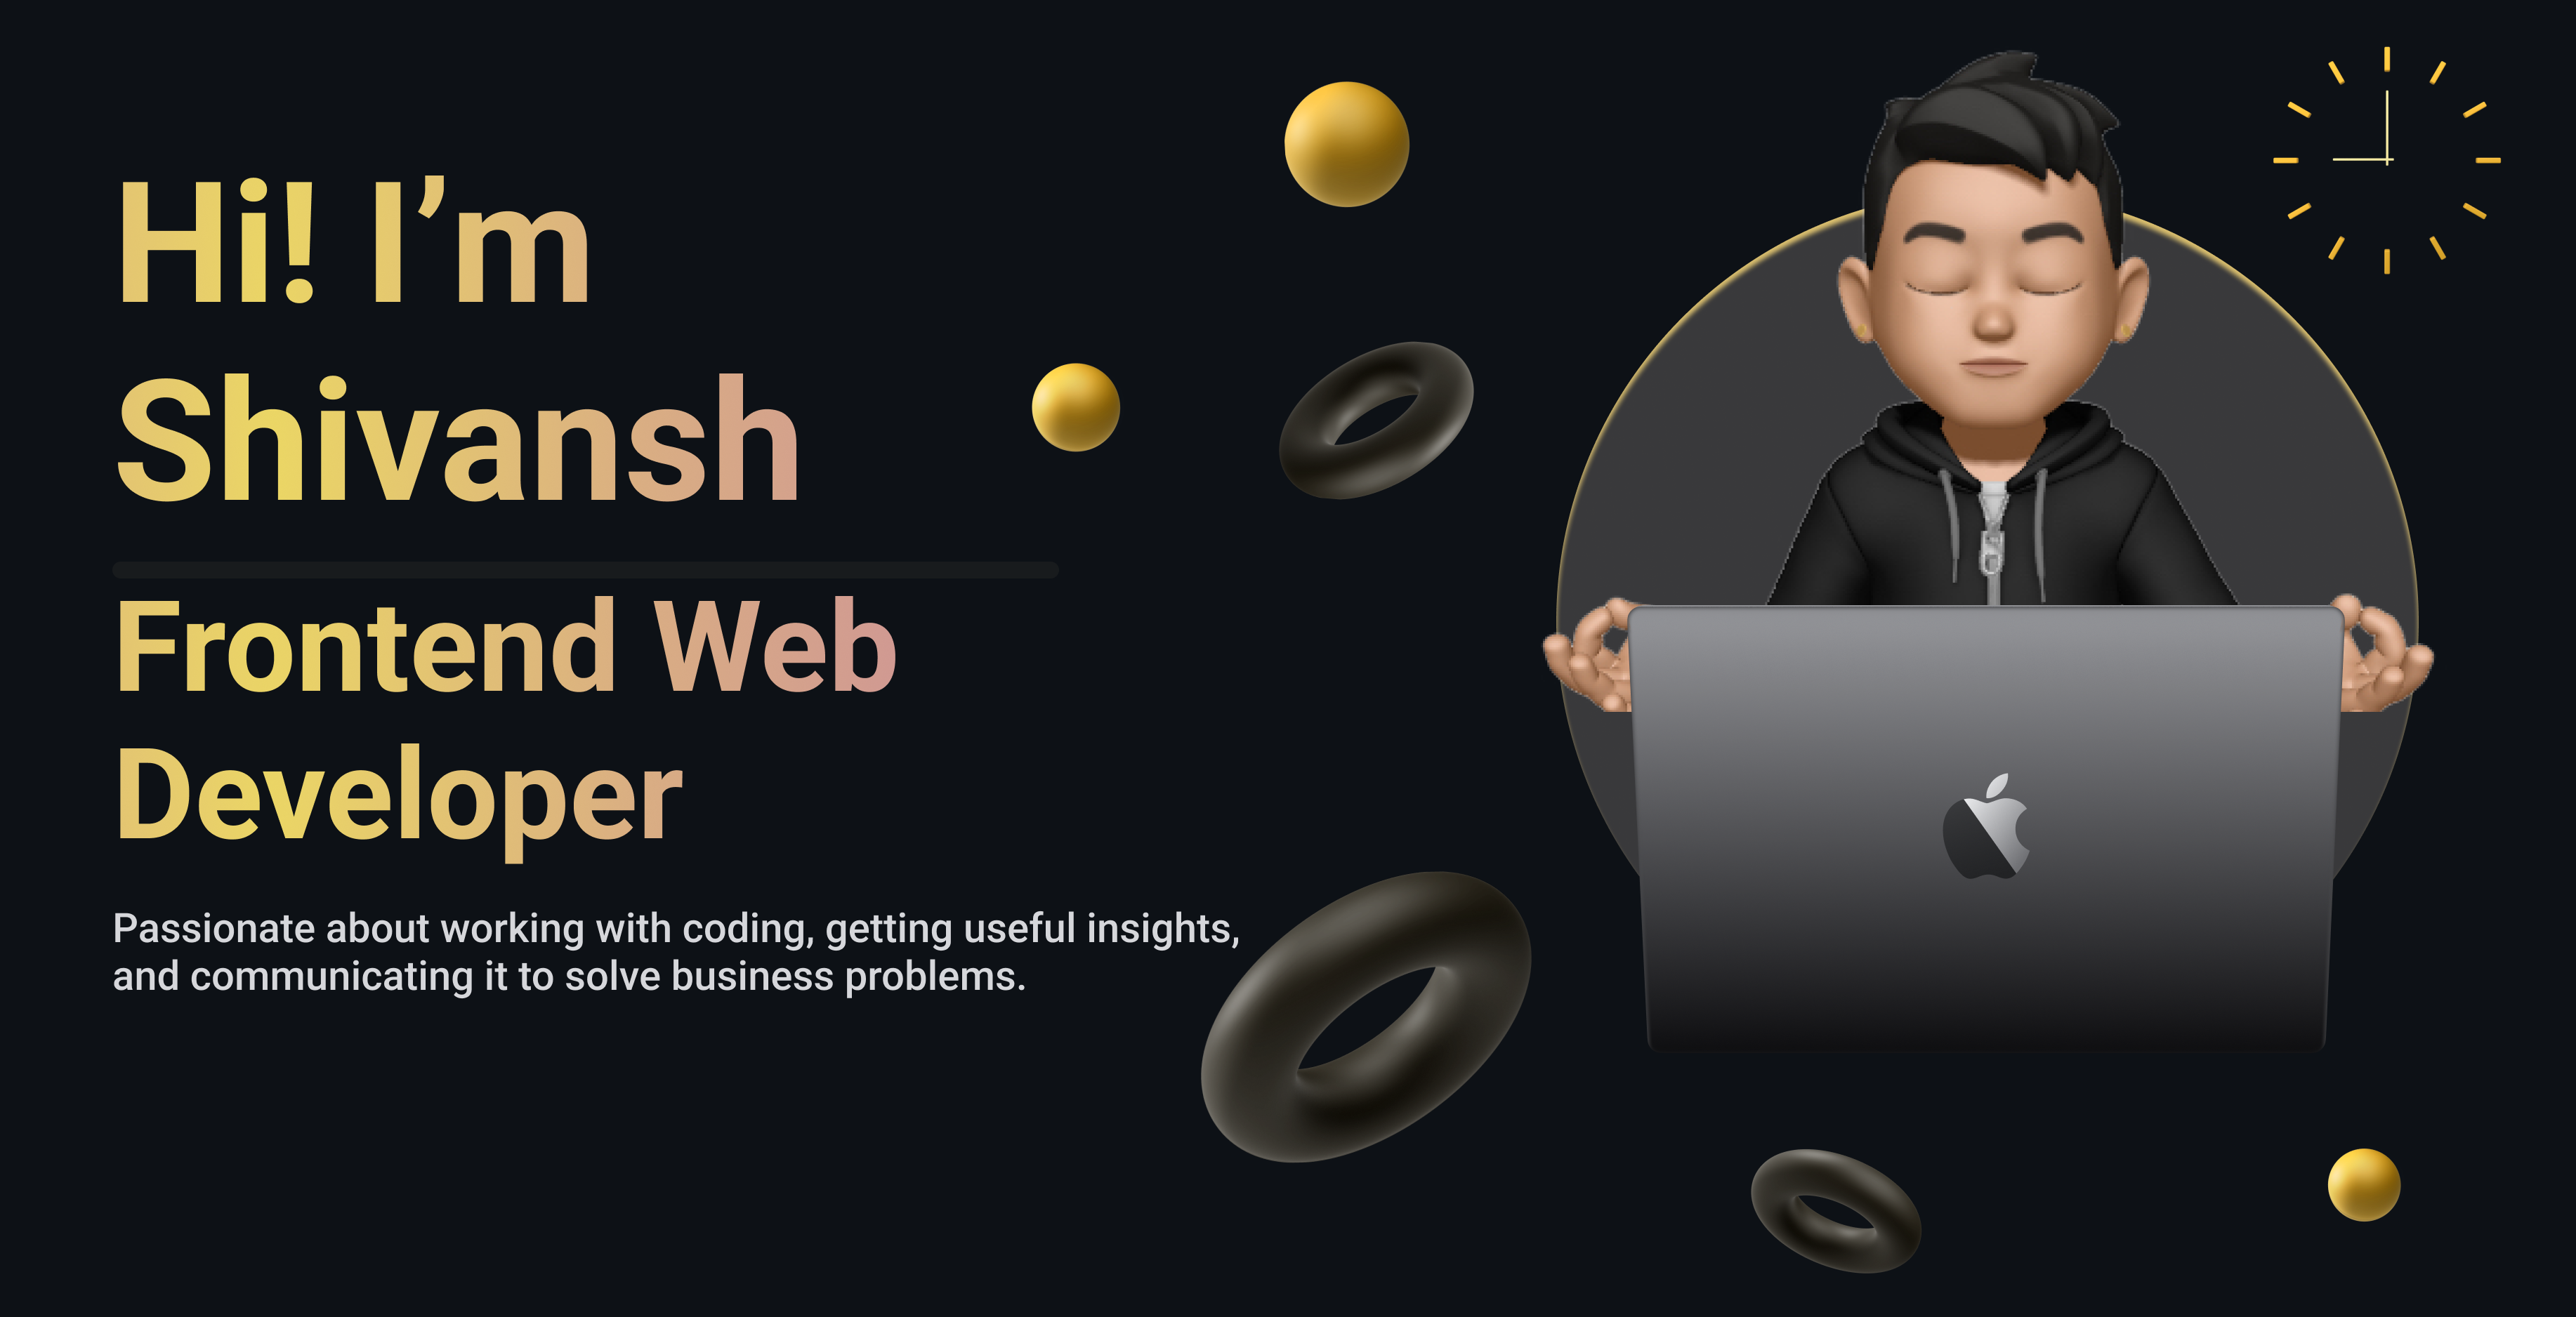 Hi! I’m
Shivansh
Frontend Web
Developer
Passionate about working with coding, getting useful insights,
and communicating it to solve business problems.